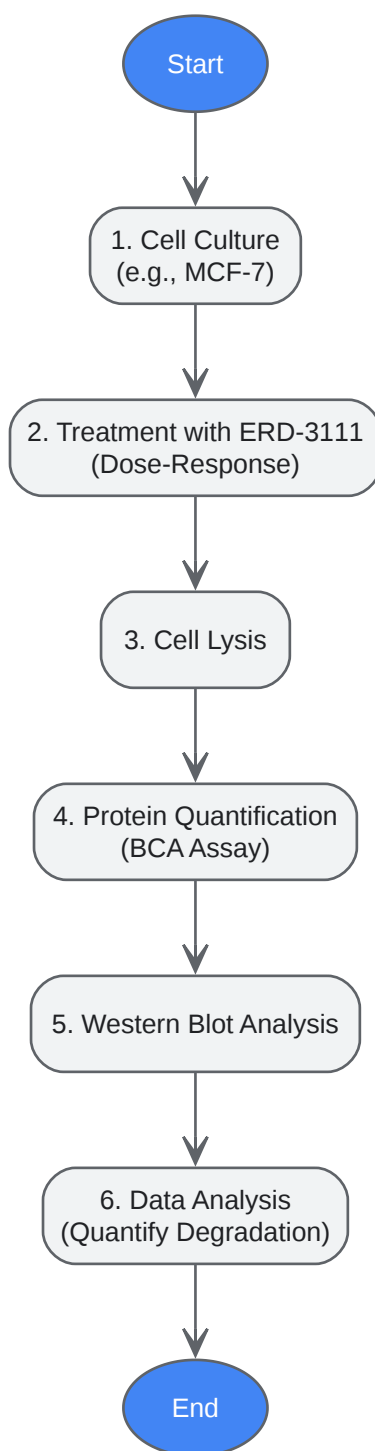 Start
1. Cell Culture
(e.g., MCF-7)
2. Treatment with ERD-3111
(Dose-Response)
3. Cell Lysis
4. Protein Quantification
(BCA Assay)
5. Western Blot Analysis
6. Data Analysis
(Quantify Degradation)
End